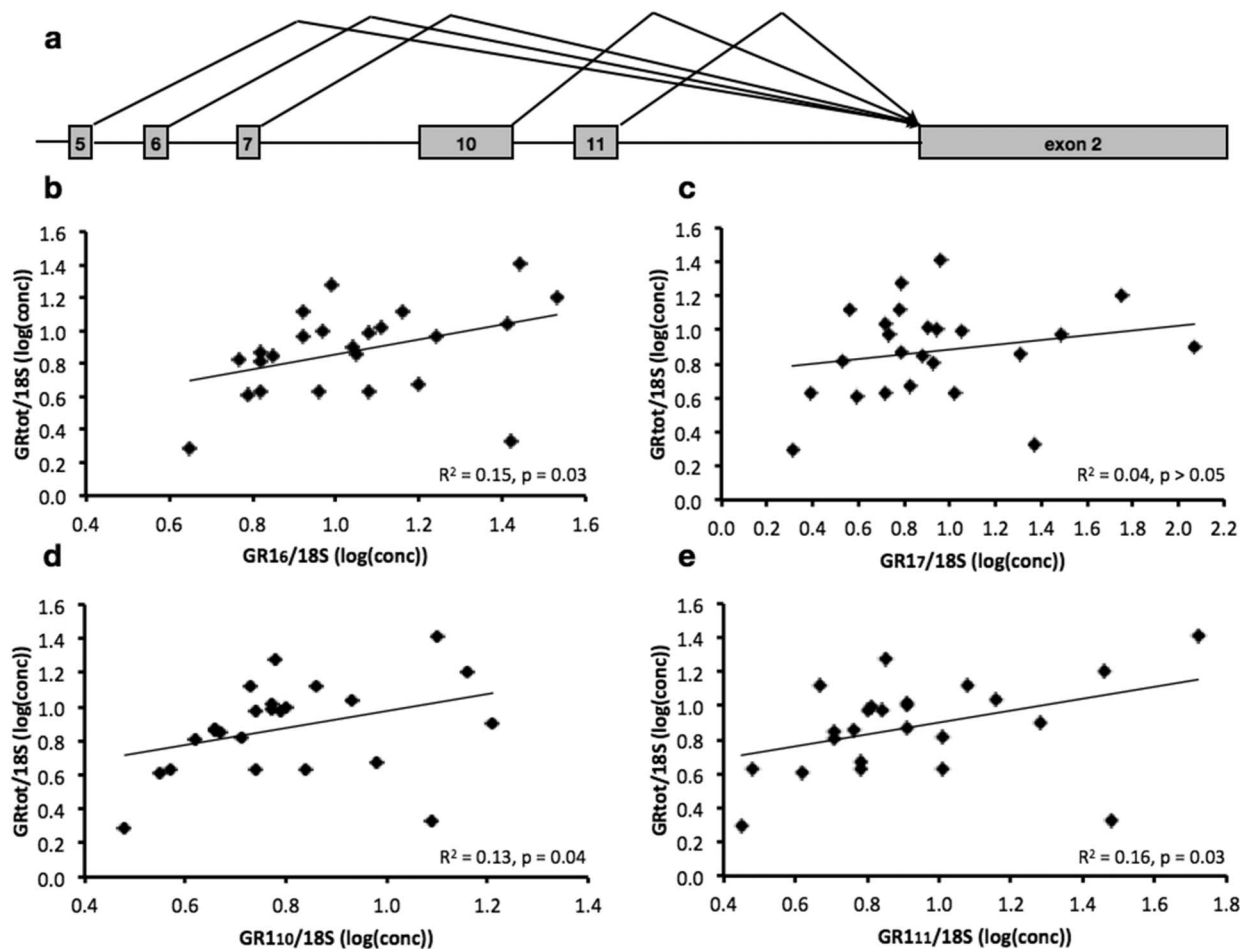 a
5 6 7 10 11 exon 2
b
GRtot/18S (log(conc))
1.6
1.4
1.2
1.0
0.8
0.6
0.4
0.2
0.0
R² = 0.15, p = 0.03
0.4 0.6 0.8 1.0 1.2 1.4 1.6
GR16/18S (log(conc))
c
GRtot/18S (log(conc))
1.6
1.4
1.2
1.0
0.8
0.6
0.4
0.2
0.0
R² = 0.04, p > 0.05
0.0 0.2 0.4 0.6 0.8 1.0 1.2 1.4 1.6 1.8 2.0 2.2
GR17/18S (log(conc))
d
GRtot/18S (log(conc))
1.6
1.4
1.2
1.0
0.8
0.6
0.4
0.2
0.0
R² = 0.13, p = 0.04
0.4 0.6 0.8 1.0 1.2 1.4
GR110/18S (log(conc))
e
GRtot/18S (log(conc))
1.6
1.4
1.2
1.0
0.8
0.6
0.4
0.2
0.0
R² = 0.16, p = 0.03
0.4 0.6 0.8 1.0 1.2 1.4 1.6 1.8
GR111/18S (log(conc))